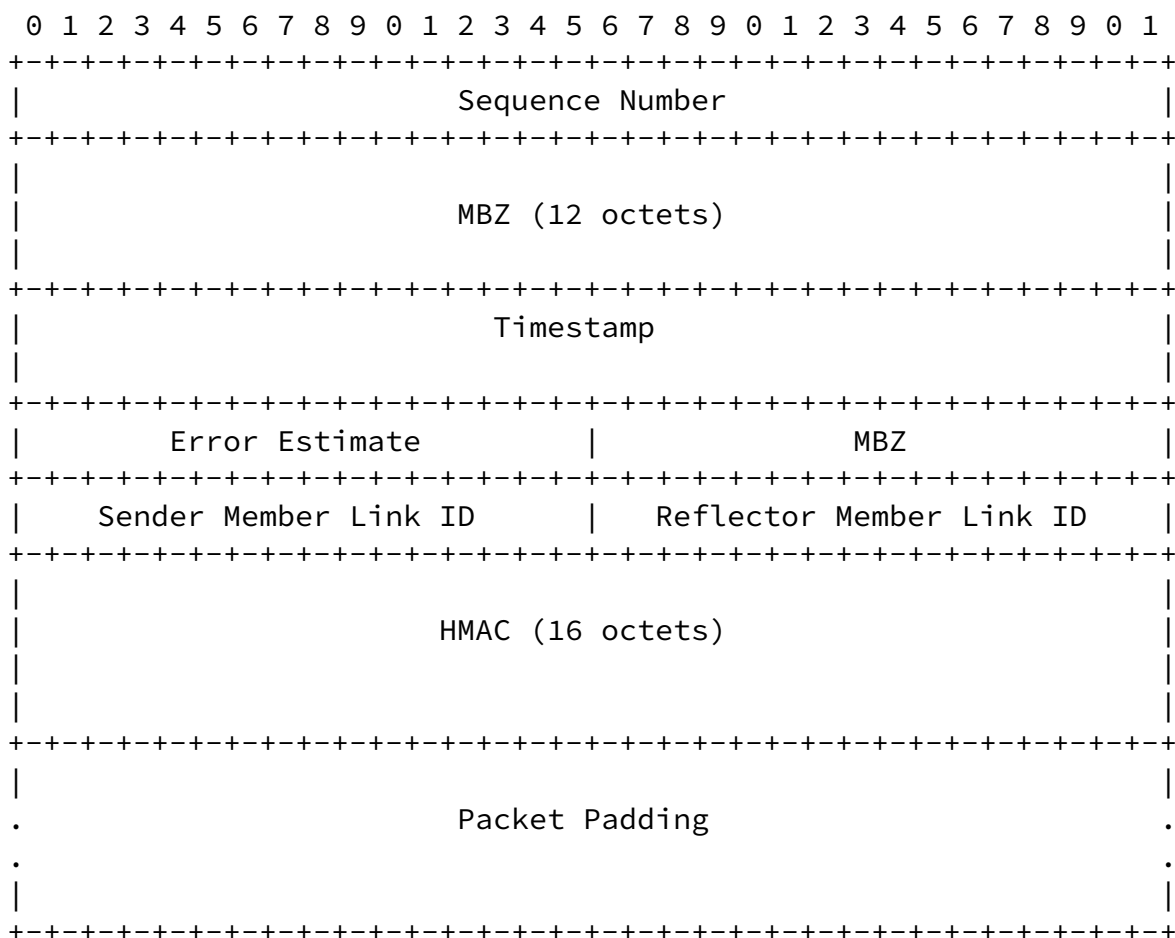 0 1 2 3 4 5 6 7 8 9 0 1 2 3 4 5 6 7 8 9 0 1 2 3 4 5 6 7 8 9 0 1
+-+-+-+-+-+-+-+-+-+-+-+-+-+-+-+-+-+-+-+-+-+-+-+-+-+-+-+-+-+-+-+-+
|                        Sequence Number                        |
+-+-+-+-+-+-+-+-+-+-+-+-+-+-+-+-+-+-+-+-+-+-+-+-+-+-+-+-+-+-+-+-+
|                                                               |
|                        MBZ (12 octets)                        |
|                                                               |
+-+-+-+-+-+-+-+-+-+-+-+-+-+-+-+-+-+-+-+-+-+-+-+-+-+-+-+-+-+-+-+-+
|                          Timestamp                            |
|                                                               |
+-+-+-+-+-+-+-+-+-+-+-+-+-+-+-+-+-+-+-+-+-+-+-+-+-+-+-+-+-+-+-+-+
|        Error Estimate         |              MBZ              |
+-+-+-+-+-+-+-+-+-+-+-+-+-+-+-+-+-+-+-+-+-+-+-+-+-+-+-+-+-+-+-+-+
|    Sender Member Link ID      |   Reflector Member Link ID    |
+-+-+-+-+-+-+-+-+-+-+-+-+-+-+-+-+-+-+-+-+-+-+-+-+-+-+-+-+-+-+-+-+
|                                                               |
|                       HMAC (16 octets)                        |
|                                                               |
|                                                               |
+-+-+-+-+-+-+-+-+-+-+-+-+-+-+-+-+-+-+-+-+-+-+-+-+-+-+-+-+-+-+-+-+
|                                                               |
.                        Packet Padding                         .
.                                                               .
|                                                               |
+-+-+-+-+-+-+-+-+-+-+-+-+-+-+-+-+-+-+-+-+-+-+-+-+-+-+-+-+-+-+-+-+